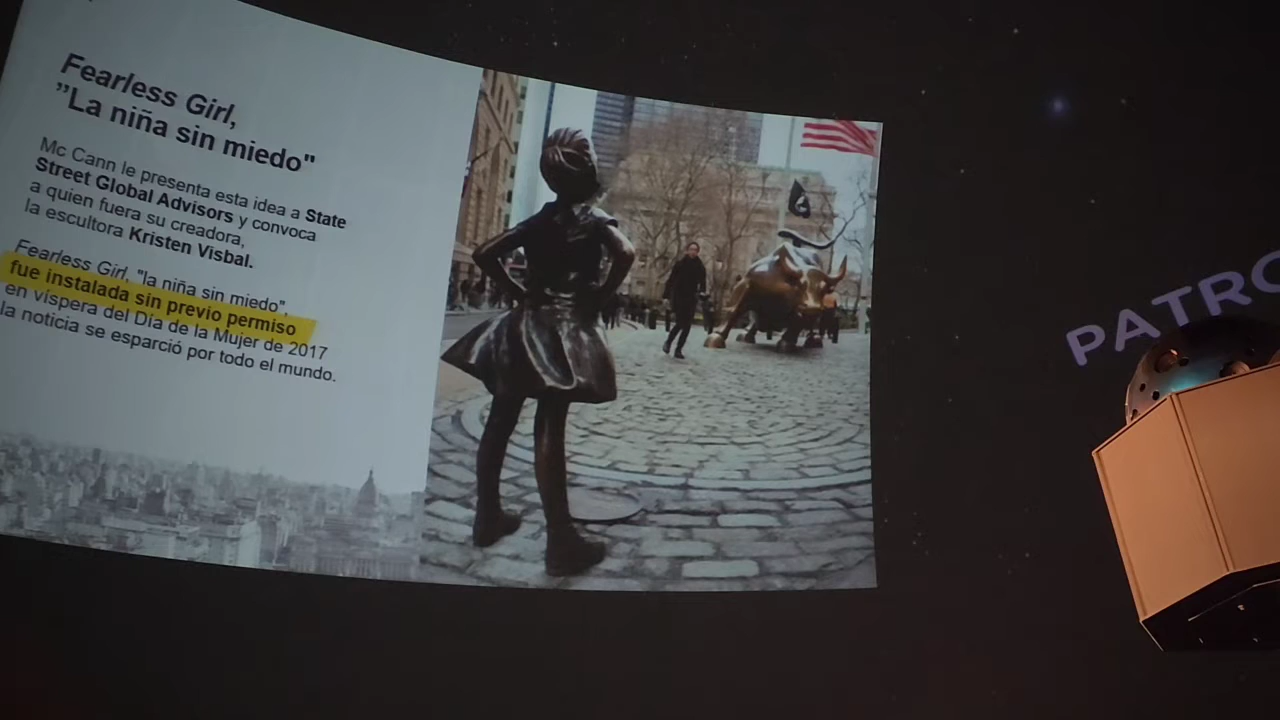 Fearless Girl,
”La niña sin miedo"
Mc Cann le presenta esta idea a State
Street Global Advisors y convoca
a quien fuera su creadora,
la escultora Kristen Visbal.
Fearless Girl, "la niña sin miedo",
fue instalada sin previo permiso
en víspera del Día de la Mujer de 2017
la noticia se esparció por todo el mundo.
PATRO